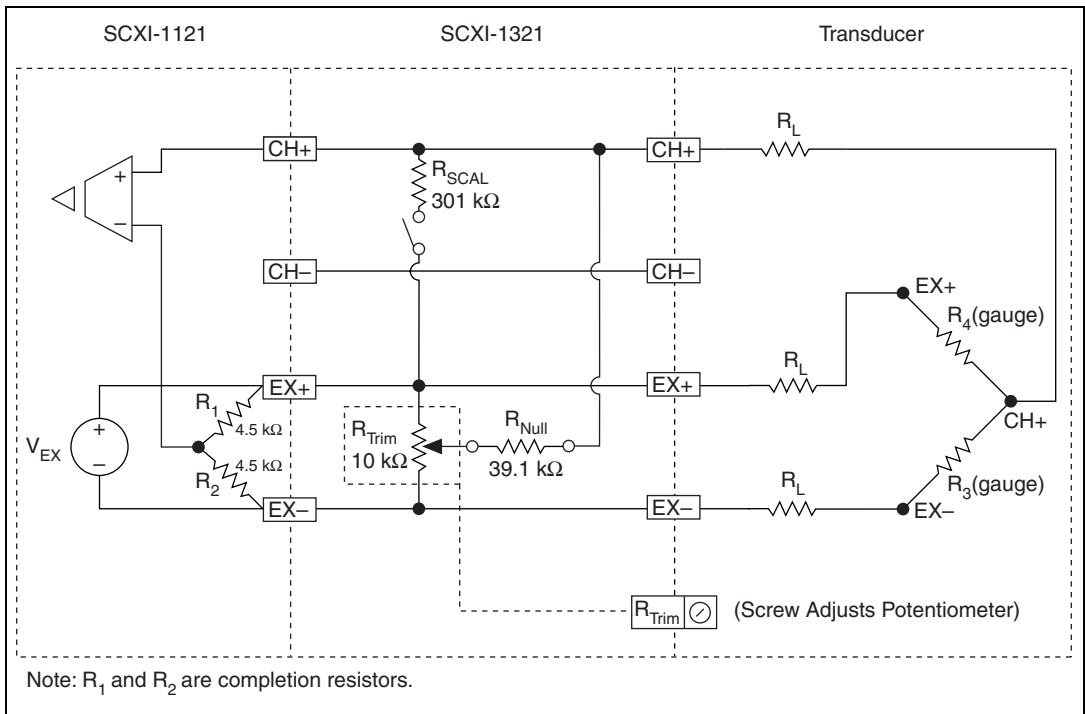 SCXI-1121 SCXI-1321 Transducer
CH+ CH+ R_L
+ R_SCAL
301 kΩ
–
CH– CH–
EX+
R_4(gauge)
R_L
EX+ EX+
CH+
R_1
4.5 kΩ
R_Trim
10 kΩ
R_Null
39.1 kΩ
V_EX
+
–
4.5 kΩ
R_2
R_3(gauge)
R_L
EX– EX– EX–
R_Trim (Screw Adjusts Potentiometer)
Note: R_1 and R_2 are completion resistors.